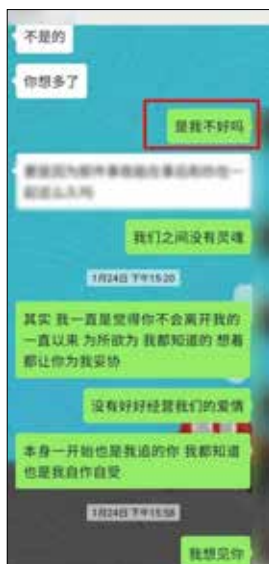 不是的
你想多了
是我不好吗
我们之间没有灵魂
1月24日 下午15:20
其实 我一直是觉得你不会离开我的
一直以来 为所欲为 我都知道的 想着
都让你为我妥协
没有好好经营我们的爱情
本身一开始也是我追的你 我都知道
也是我自作自受
1月24日 下午15:58
我想见你